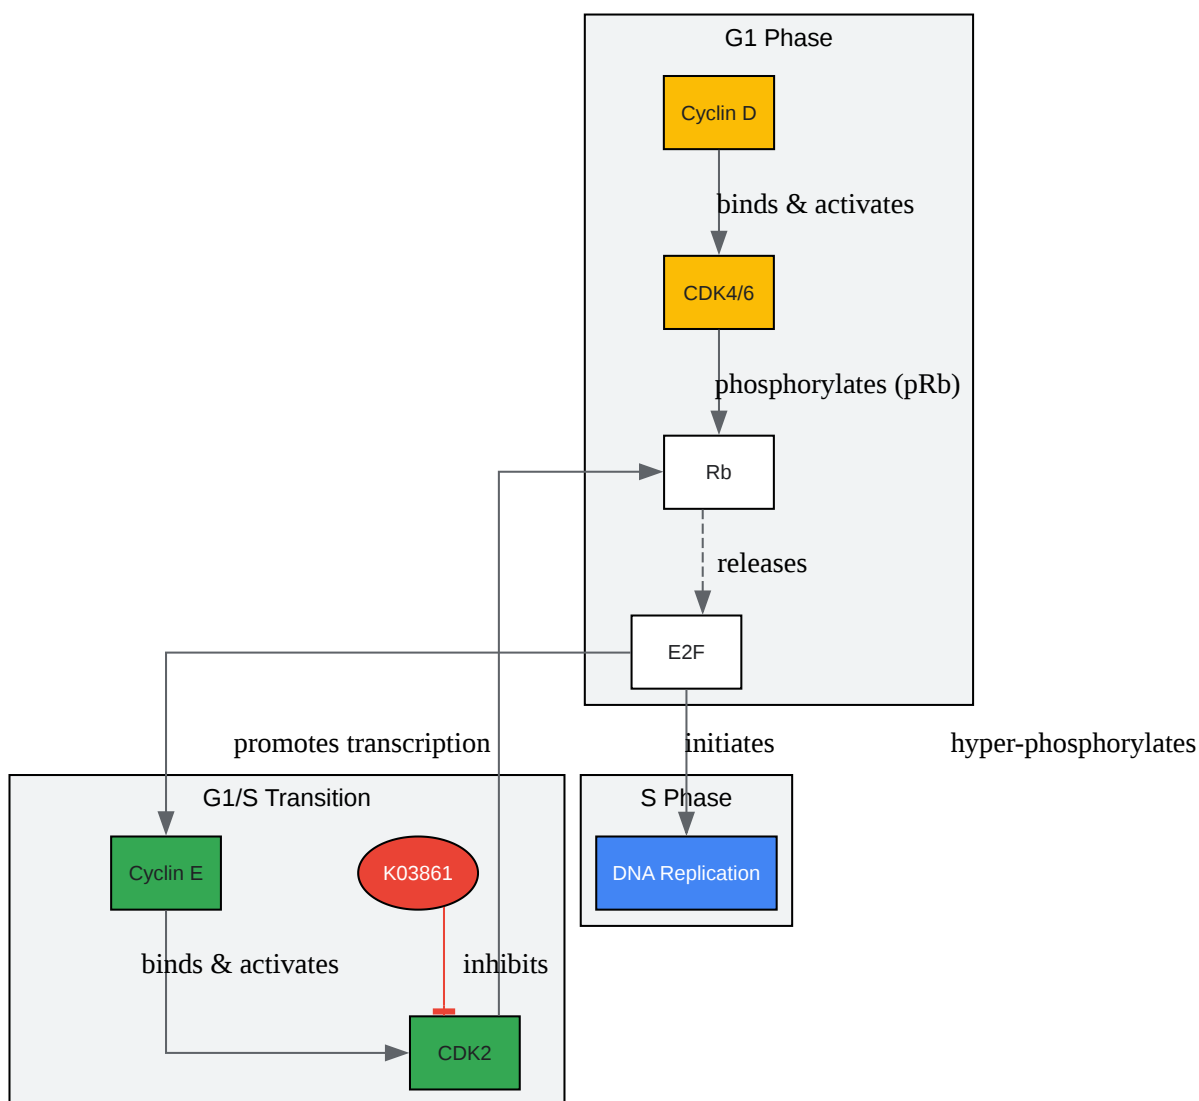 G1 Phase
Cyclin D
binds & activates
CDK4/6
phosphorylates (pRb)
Rb
releases
E2F
promotes transcription
initiates
hyper-phosphorylates
G1/S Transition
S Phase
Cyclin E
K03861
DNA Replication
binds & activates
inhibits
CDK2